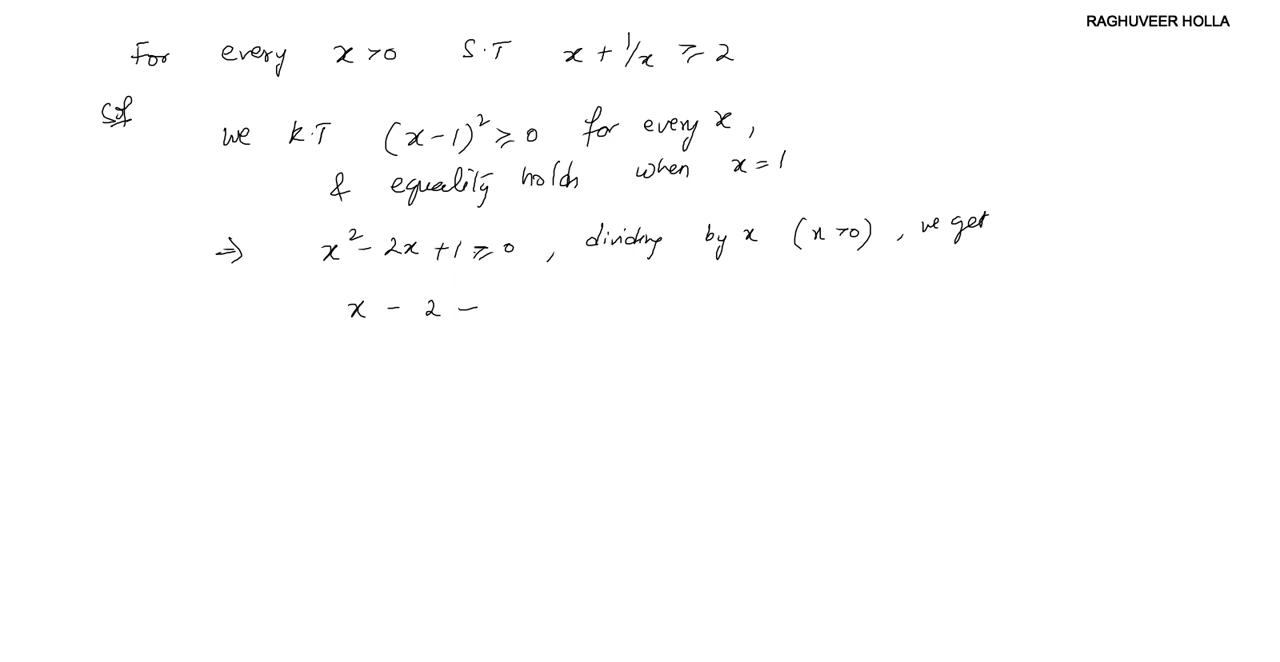 RAGHUVEER HOLLA
For every x>0 S.T x + 1/x ≥ 2
Sol
we K.T (x-1)² ≥ 0 for every x,
& equality holds when x = 1
⇒ x² - 2x + 1 ≥ 0, dividing by x (x>0), we get
x - 2 -